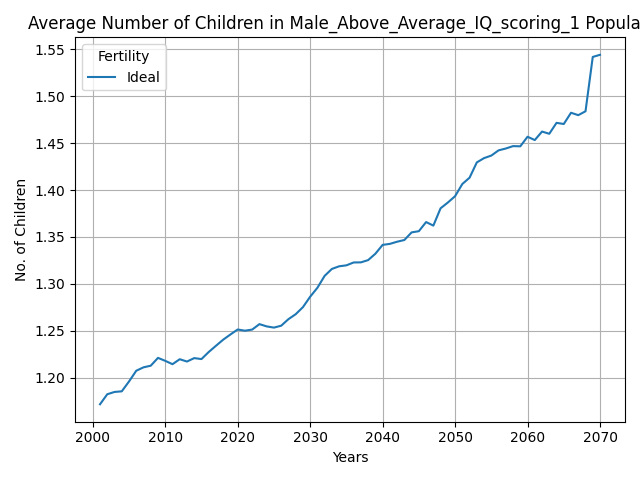 Average Number of Children in Male_Above_Average_IQ_scoring_1 Popula
Fertility
Ideal
No. of Children
1.55
1.50
1.45
1.40
1.35
1.30
1.25
1.20
2000 2010 2020 2030 2040 2050 2060 2070
Years